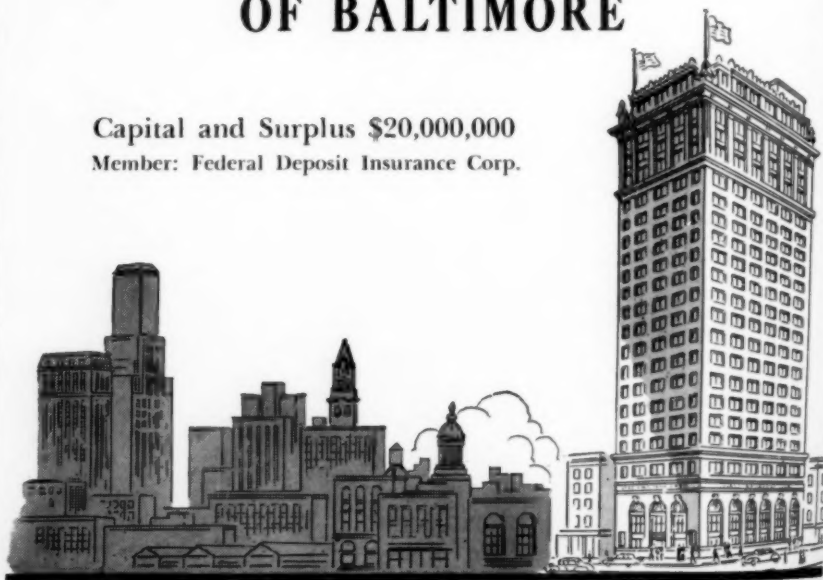 OF BALTIMORE
Capital and Surplus $20,000,000
Member: Federal Deposit Insurance Corp.